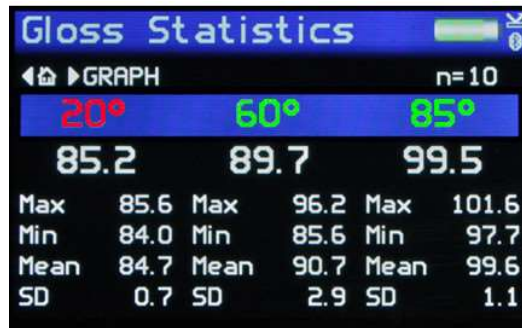 Gloss Statistics
GRAPH n=10
20° 60° 85°
85.2 89.7 99.5
Max 85.6 Max 96.2 Max 101.6
Min 84.0 Min 85.6 Min 97.7
Mean 84.7 Mean 90.7 Mean 99.6
SD 0.7 SD 2.9 SD 1.1